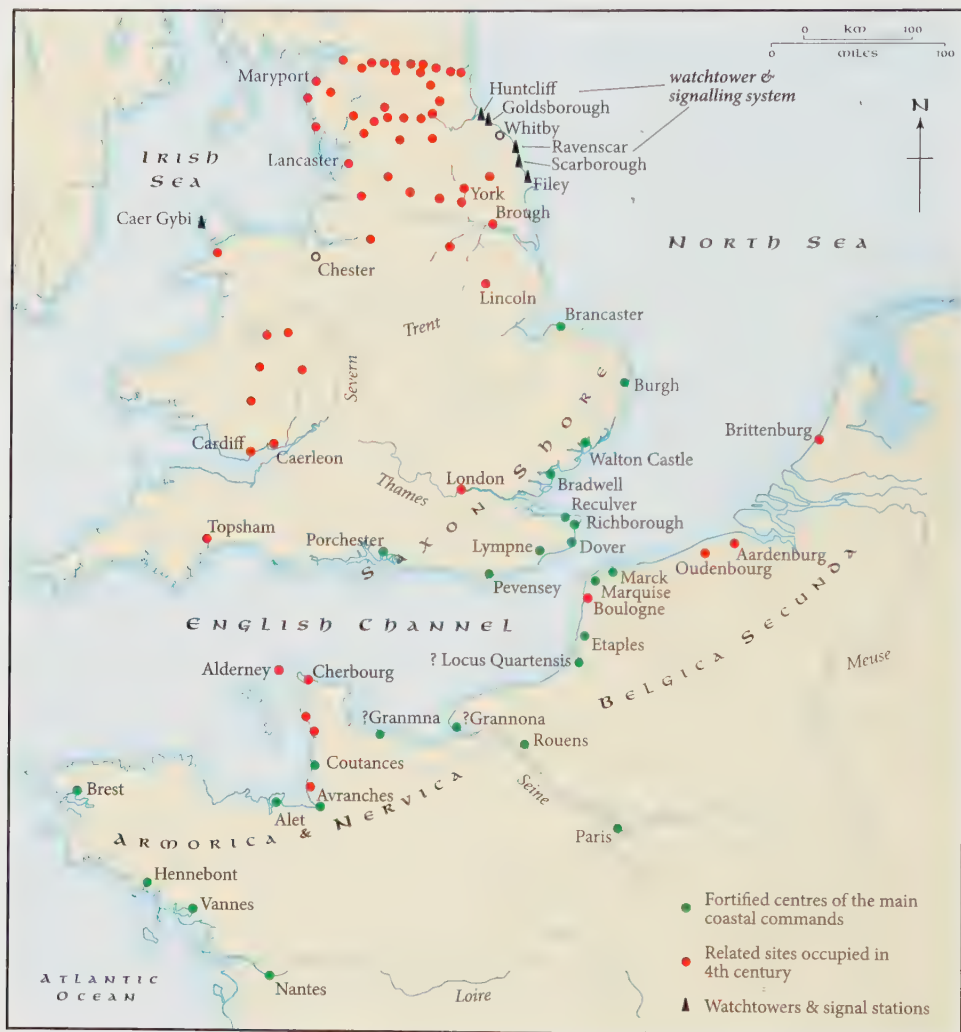 0 km 100
0 MILES 100
N
watchtower &
signalling system
Maryport
Huntcliff
Goldsborough
Whitby
Ravenscar
Scarborough
Filey
IRISH
SEA
Lancaster
York
Brough
Caer Gybi
NORTH SEA
Chester
Lincoln
Trent
Brancaster
Severn
Burgh
SAXON SHORE
Brittenburg
Cardiff
Caerleon
Walton Castle
Thames
London
Bradwell
Reculver
Richborough
Topsham
Porchester
Lympne
Dover
Aardenburg
Oudenbourg
Pevensey
Marck
Marquise
Boulogne
ENGLISH CHANNEL
Etaples
? Locus Quartensis
BELGICA SECUNDA
Meuse
Alderney
Cherbourg
?Granmna
?Grannona
Rouens
Coutances
Seine
Brest
Avranches
Alet
ARMORICA & NERVICA
Paris
Hennebont
Vannes
Nantes
Loire
ATLANTIC
OCEAN
Fortified centres of the main
coastal commands
Related sites occupied in
4th century
Watchtowers & signal stations